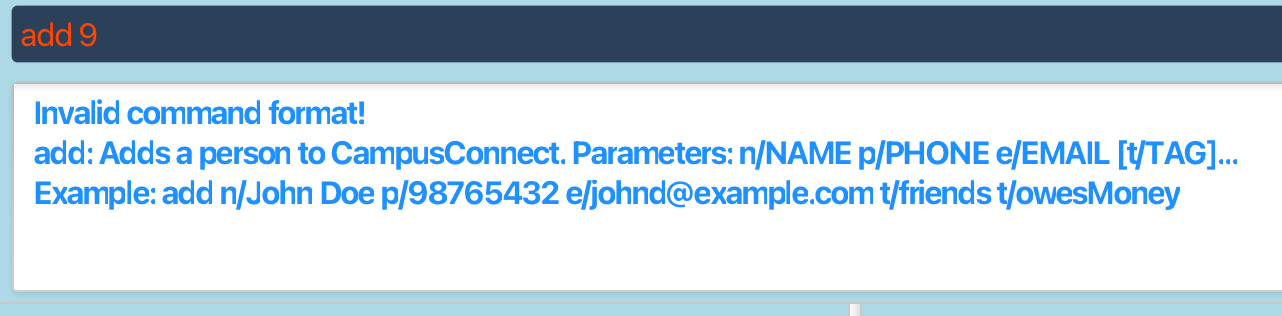 add 9
Invalid command format!
add: Adds a person to CampusConnect. Parameters: n/NAME p/PHONE e/EMAIL [t/TAG]...
Example: add n/John Doe p/98765432 e/johnd@example.com t/friends t/owesMoney